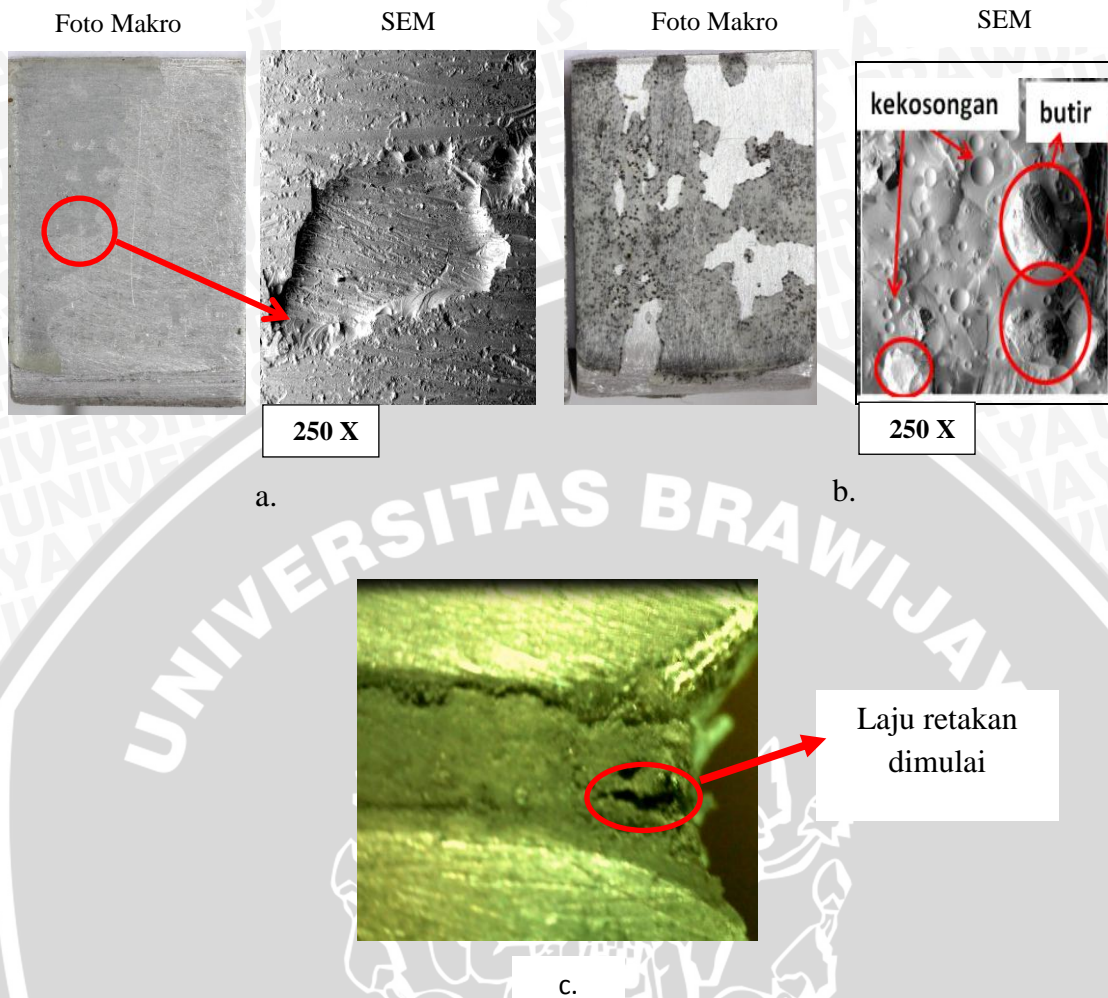 Foto Makro
SEM
Foto Makro
SEM
kekosongan
butir
250 X
250 X
a.
b.
UNIVERSITAS BRAWIJAYA
Laju retakan
dimulai
c.